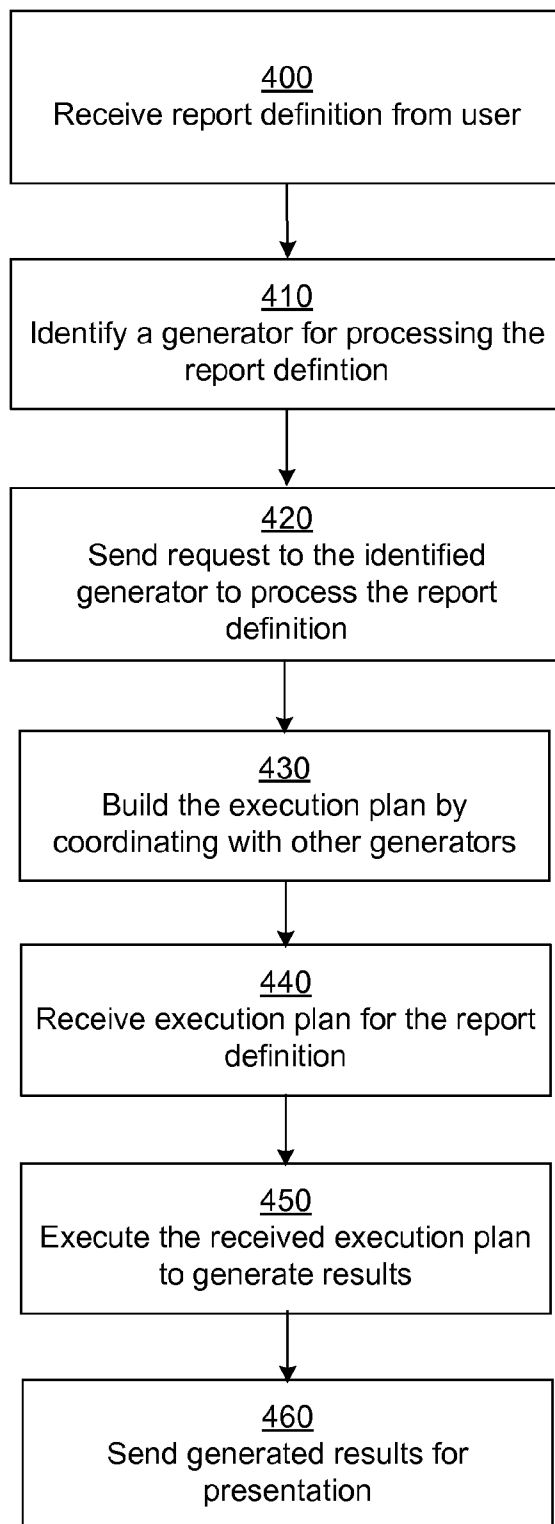 400
Receive report definition from user
410
Identify a generator for processing the
report defintion
420
Send request to the identified
generator to process the report
definition
430
Build the execution plan by
coordinating with other generators
440
Receive execution plan for the report
definition
450
Execute the received execution plan
to generate results
460
Send generated results for
presentation